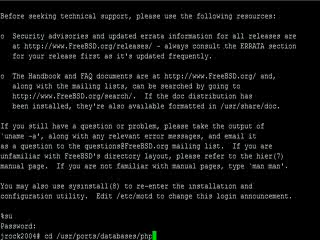 Before seeking technical support, please use the following resources:
o  Security advisories and updated errata information for all releases are
at http://www.FreeBSD.org/releases/ - always consult the ERRATA section
for your release first as it's updated frequently.
o  The Handbook and FAQ documents are at http://www.FreeBSD.org/ and,
along with the mailing lists, can be searched by going to
http://www.FreeBSD.org/search/.  If the doc distribution has
been installed, they're also available formatted in /usr/share/doc.
If you still have a question or problem, please take the output of
`uname -a', along with any relevant error messages, and email it
as a question to the questions@FreeBSD.org mailing list.  If you are
unfamiliar with FreeBSD's directory layout, please refer to the hier(7)
manual page.  If you are not familiar with manual pages, type `man man'.
You may also use sysinstall(8) to re-enter the installation and
configuration utility.  Edit /etc/motd to change this login announcement.
%su
Password:
jrock2004# cd /usr/ports/databases/php